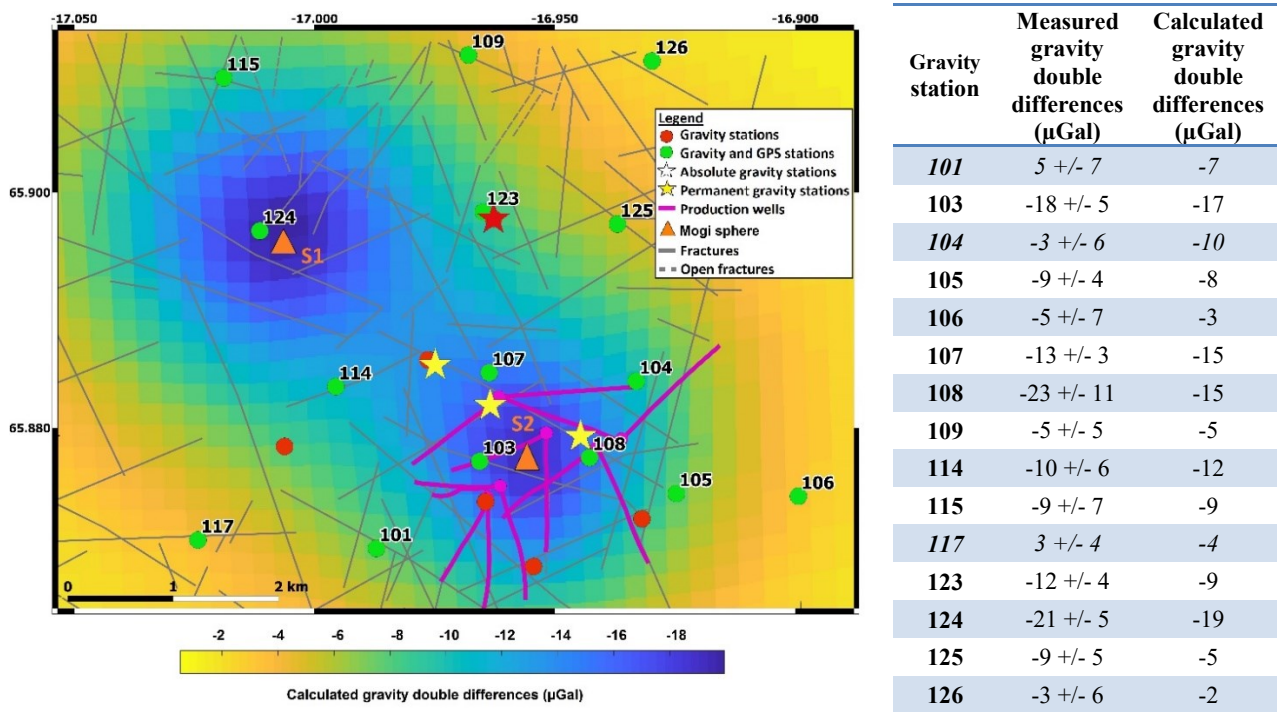 -17.050 -17.000 -16.950 -16.900
109
126
115
Legend
Gravity stations
Gravity and GPS stations
Absolute gravity stations
Permanent gravity stations
Production wells
Mogi sphere
Fractures
Open fractures
65.900
123
125
124
S1
107
104
114
65.880
S2
103
108
105
106
117
101
0 1 2 km
-2 -4 -6 -8 -10 -12 -14 -16 -18
Calculated gravity double differences (µGal)
Gravity station Measured gravity double differences (µGal) Calculated gravity double differences (µGal)
101 5 +/- 7 -7
103 -18 +/- 5 -17
104 -3 +/- 6 -10
105 -9 +/- 4 -8
106 -5 +/- 7 -3
107 -13 +/- 3 -15
108 -23 +/- 11 -15
109 -5 +/- 5 -5
114 -10 +/- 6 -12
115 -9 +/- 7 -9
117 3 +/- 4 -4
123 -12 +/- 4 -9
124 -21 +/- 5 -19
125 -9 +/- 5 -5
126 -3 +/- 6 -2